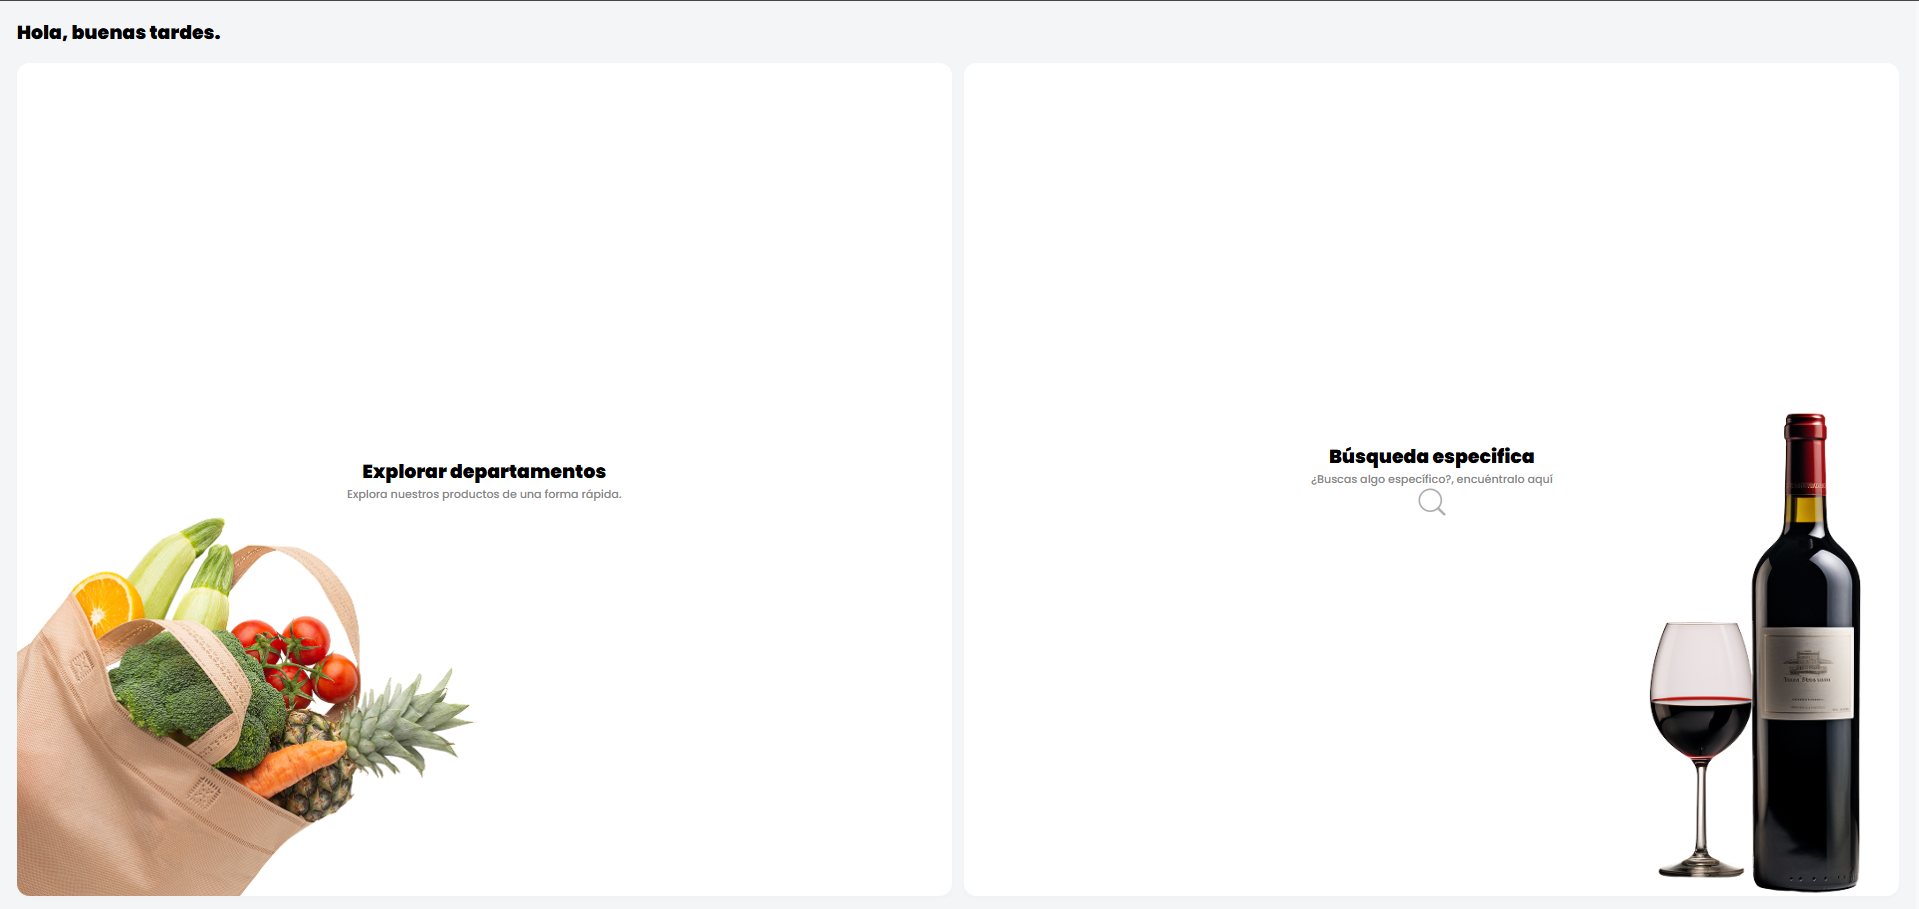 Hola, buenas tardes.
Explorar departamentos
Explora nuestros productos de una forma rápida.
Búsqueda especifica
¿Buscas algo específico?, encuéntralo aquí